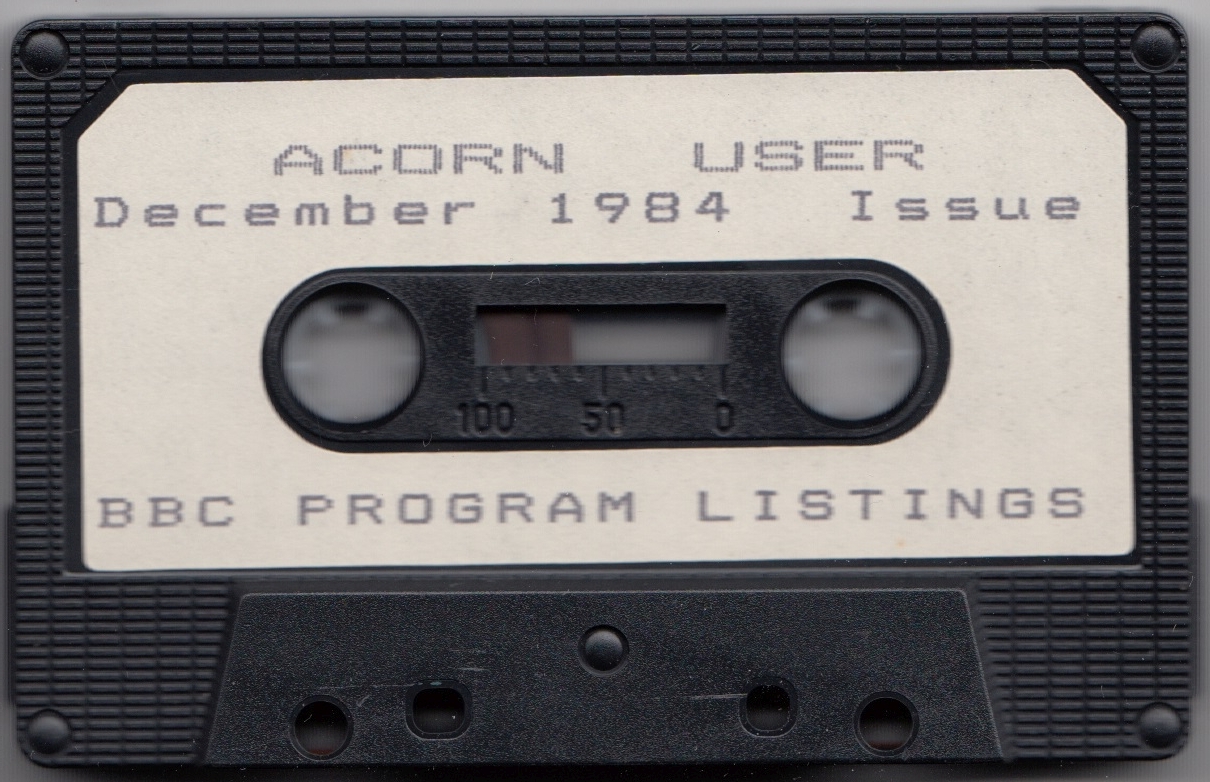 ACORN USER
December 1984 Issue
100 50 0
BBC PROGRAM LISTINGS